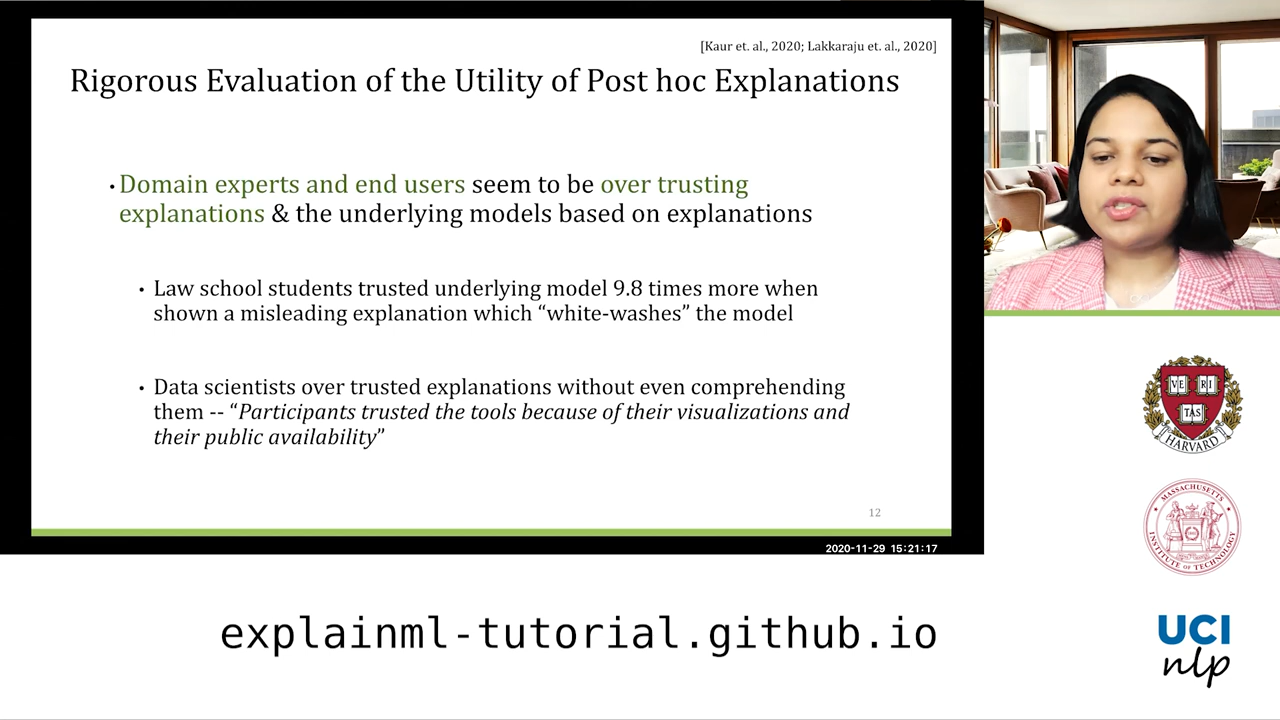 [Kaur et. al., 2020; Lakkaraju et. al., 2020]
Rigorous Evaluation of the Utility of Post hoc Explanations
• Domain experts and end users seem to be over trusting
explanations & the underlying models based on explanations
• Law school students trusted underlying model 9.8 times more when
shown a misleading explanation which “white-washes” the model
• Data scientists over trusted explanations without even comprehending
them -- “Participants trusted the tools because of their visualizations and
their public availability”
12
2020-11-29 15:21:17
explainml-tutorial.github.io
VE RI
TAS
HARVARD
MASSACHUSETTS
INSTITUTE OF TECHNOLOGY
UCI
nlp